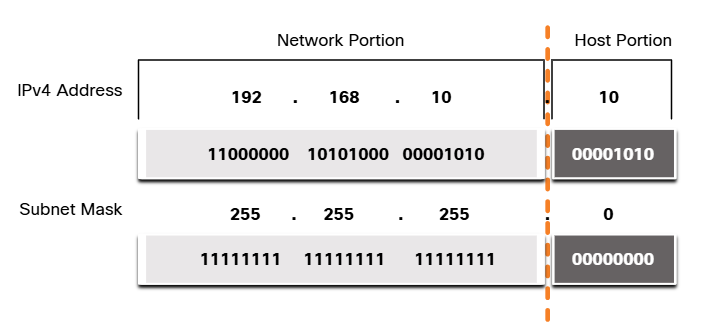 Network Portion Host Portion
IPv4 Address 192 . 168 . 10 . 10
11000000 10101000 00001010 00001010
Subnet Mask 255 . 255 . 255 . 0
11111111 11111111 11111111 00000000